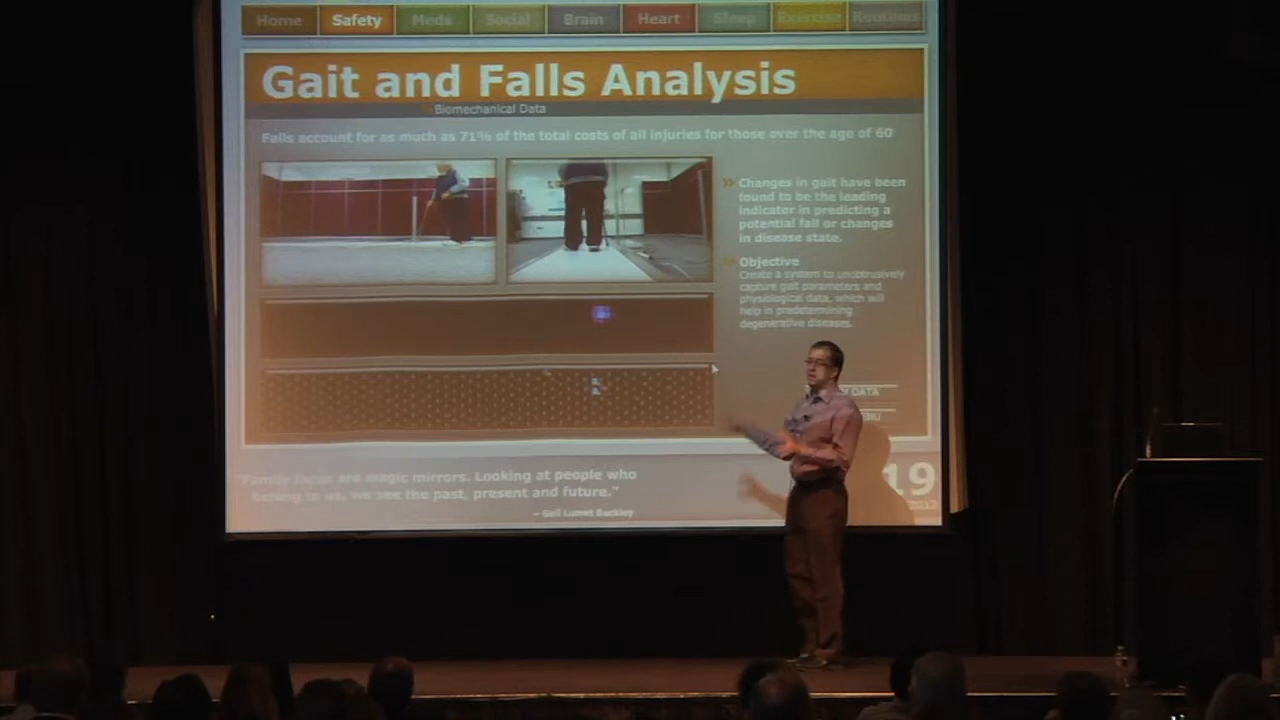 Home Safety Meds Social Brain Heart Sleep Exercise Routines
Gait and Falls Analysis
Biomechanical Data
Falls account for as much as 71% of the total costs of all injuries for those over the age of 60
Changes in gait have been
found to be the leading
indicator in predicting a
potential fall or changes
in disease state.
Objective
Create a system to unobtrusively
capture gait parameters and
physiological data, which will
help in predetermining
degenerative diseases.
DATA
"Family faces are magic mirrors. Looking at people who
belong to us, we see the past, present and future."
– Gail Lumet Buckley
19
2012